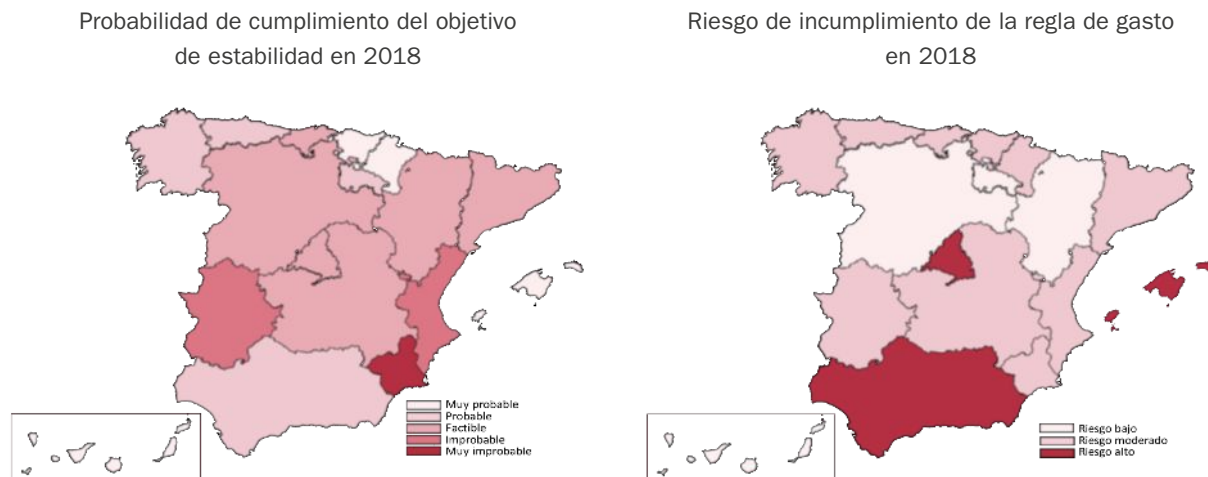 Probabilidad de cumplimiento del objetivo
de estabilidad en 2018
Muy probable
Probable
Factible
Improbable
Muy improbable
Riesgo de incumplimiento de la regla de gasto
en 2018
Riesgo bajo
Riesgo moderado
Riesgo alto